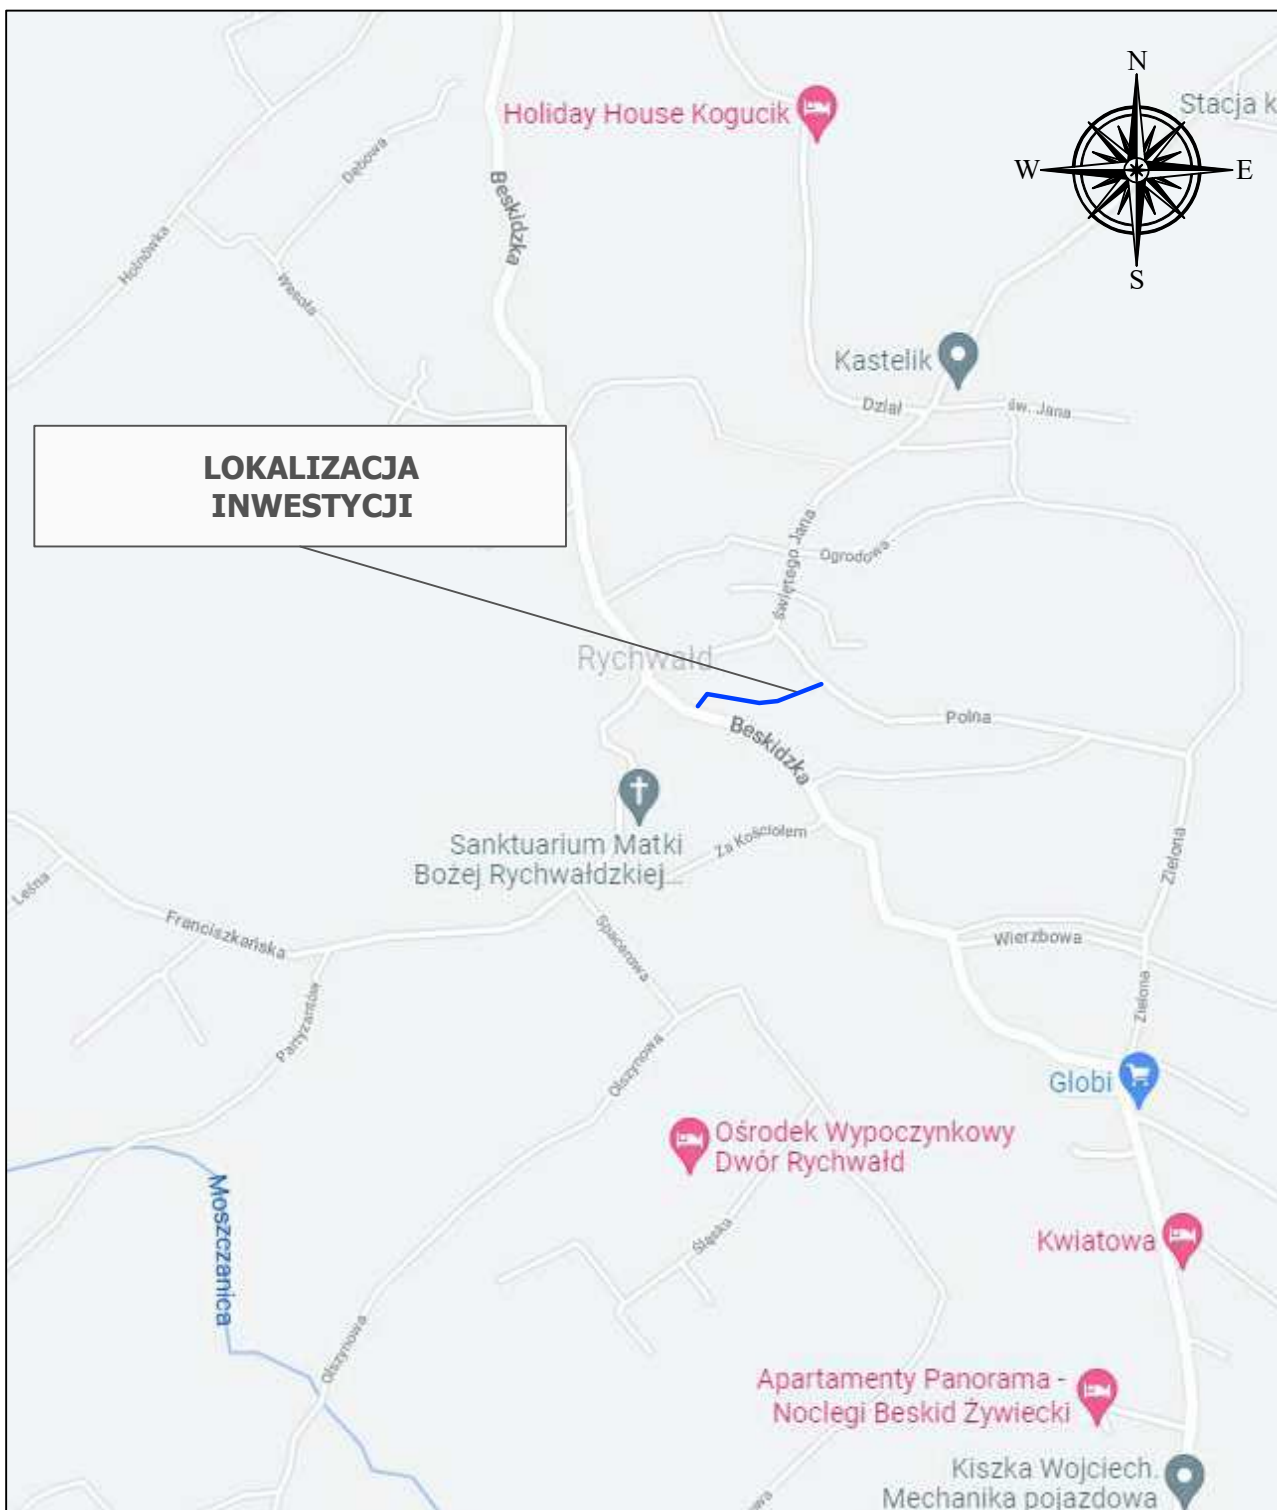 N
Stacja k
Holiday House Kogucik
W
E
Dębowa
Beskidzka
S
Hołnówka
Wesoła
Kastelik
Dział
św. Jana
LOKALIZACJA
INWESTYCJI
świętego Jana
Ogrodowa
Rychwałd
Polna
Beskidzka
Sanktuarium Matki
Bożej Rychwałdzkiej...
Za Kościołem
Zielona
Leśna
Franciszkańska
Spacerowa
Wierzbowa
Partyzantów
Zielona
Olszynowa
Globi
Ośrodek Wypoczynkowy
Dwór Rychwałd
Moszczanica
Śląska
Kwiatowa
Olszynowa
Apartamenty Panorama -
Noclegi Beskid Żywiecki
Kiszka Wojciech.
Mechanika pojazdowa